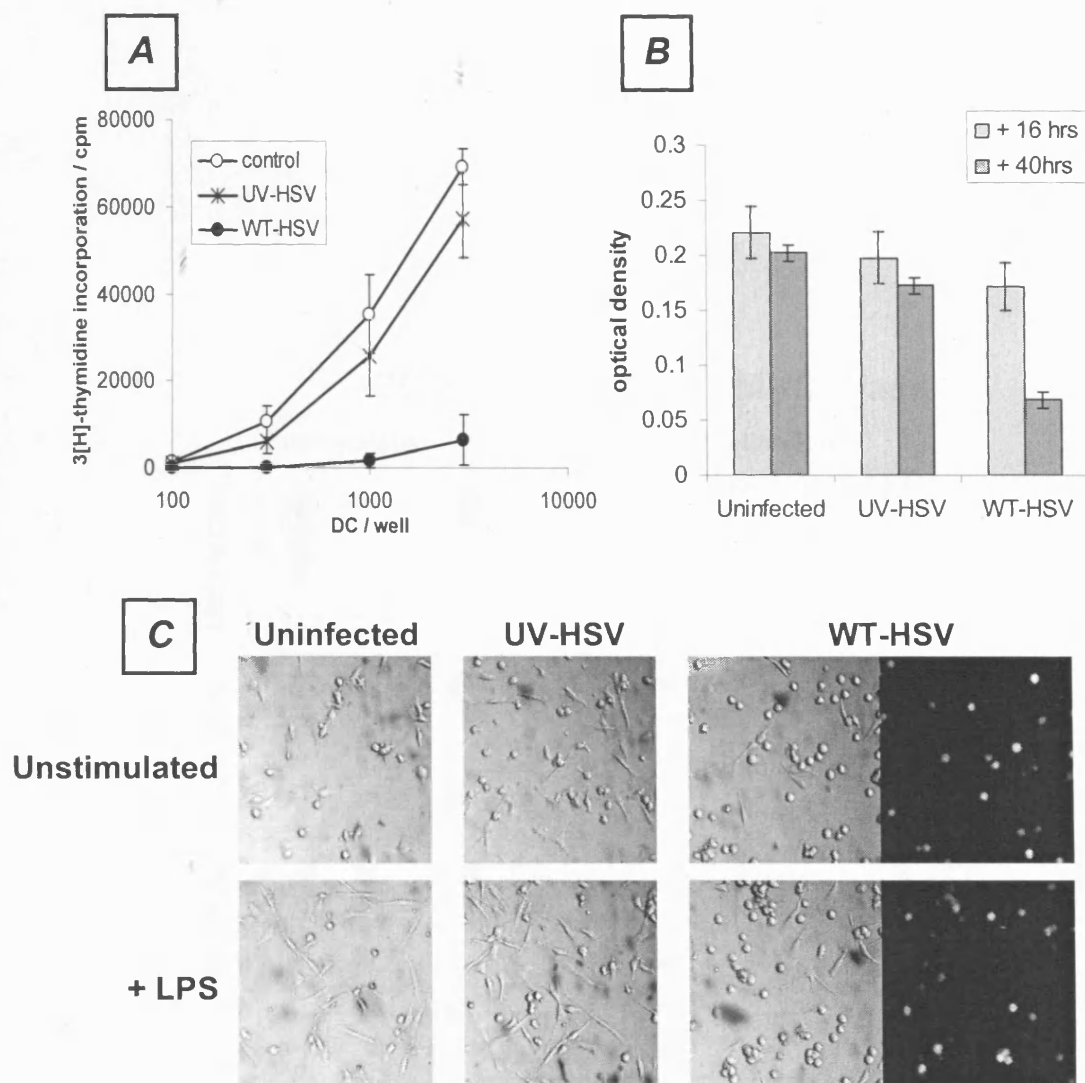 A
3[H]-thymidine incorporation / cpm
80000
60000
40000
20000
0
control
UV-HSV
WT-HSV
100
1000
10000
DC / well
B
optical density
0.3
0.25
0.2
0.15
0.1
0.05
0
+ 16 hrs
+ 40hrs
Uninfected
UV-HSV
WT-HSV
C
Uninfected
UV-HSV
WT-HSV
Unstimulated
+ LPS